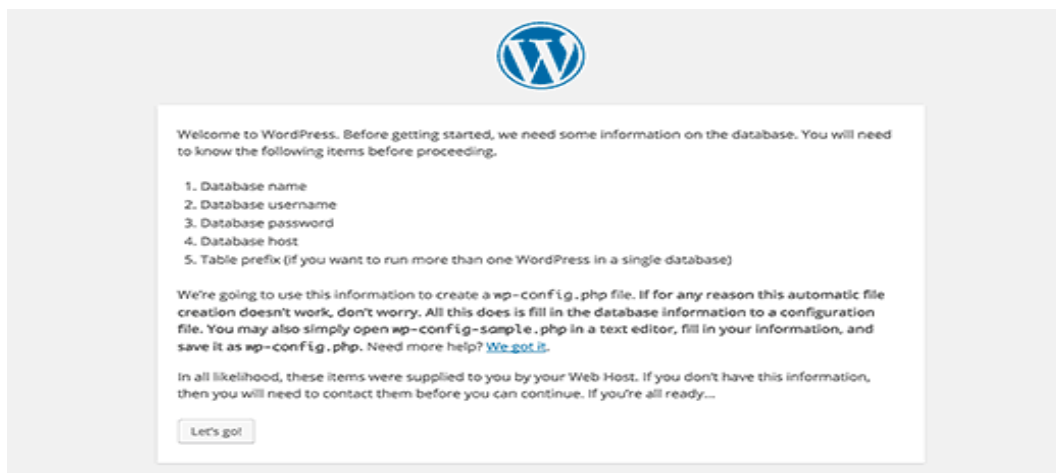 W
Welcome to WordPress. Before getting started, we need some information on the database. You will need
to know the following items before proceeding.
1. Database name
2. Database username
3. Database password
4. Database host
5. Table prefix (if you want to run more than one WordPress in a single database)
We're going to use this information to create a wp-config.php file. If for any reason this automatic file
creation doesn't work, don't worry. All this does is fill in the database information to a configuration
file. You may also simply open wp-config-sample.php in a text editor, fill in your information, and
save it as wp-config.php. Need more help? We got it.
In all likelihood, these items were supplied to you by your Web Host. If you don't have this information,
then you will need to contact them before you can continue. If you're all ready...
Let's go!